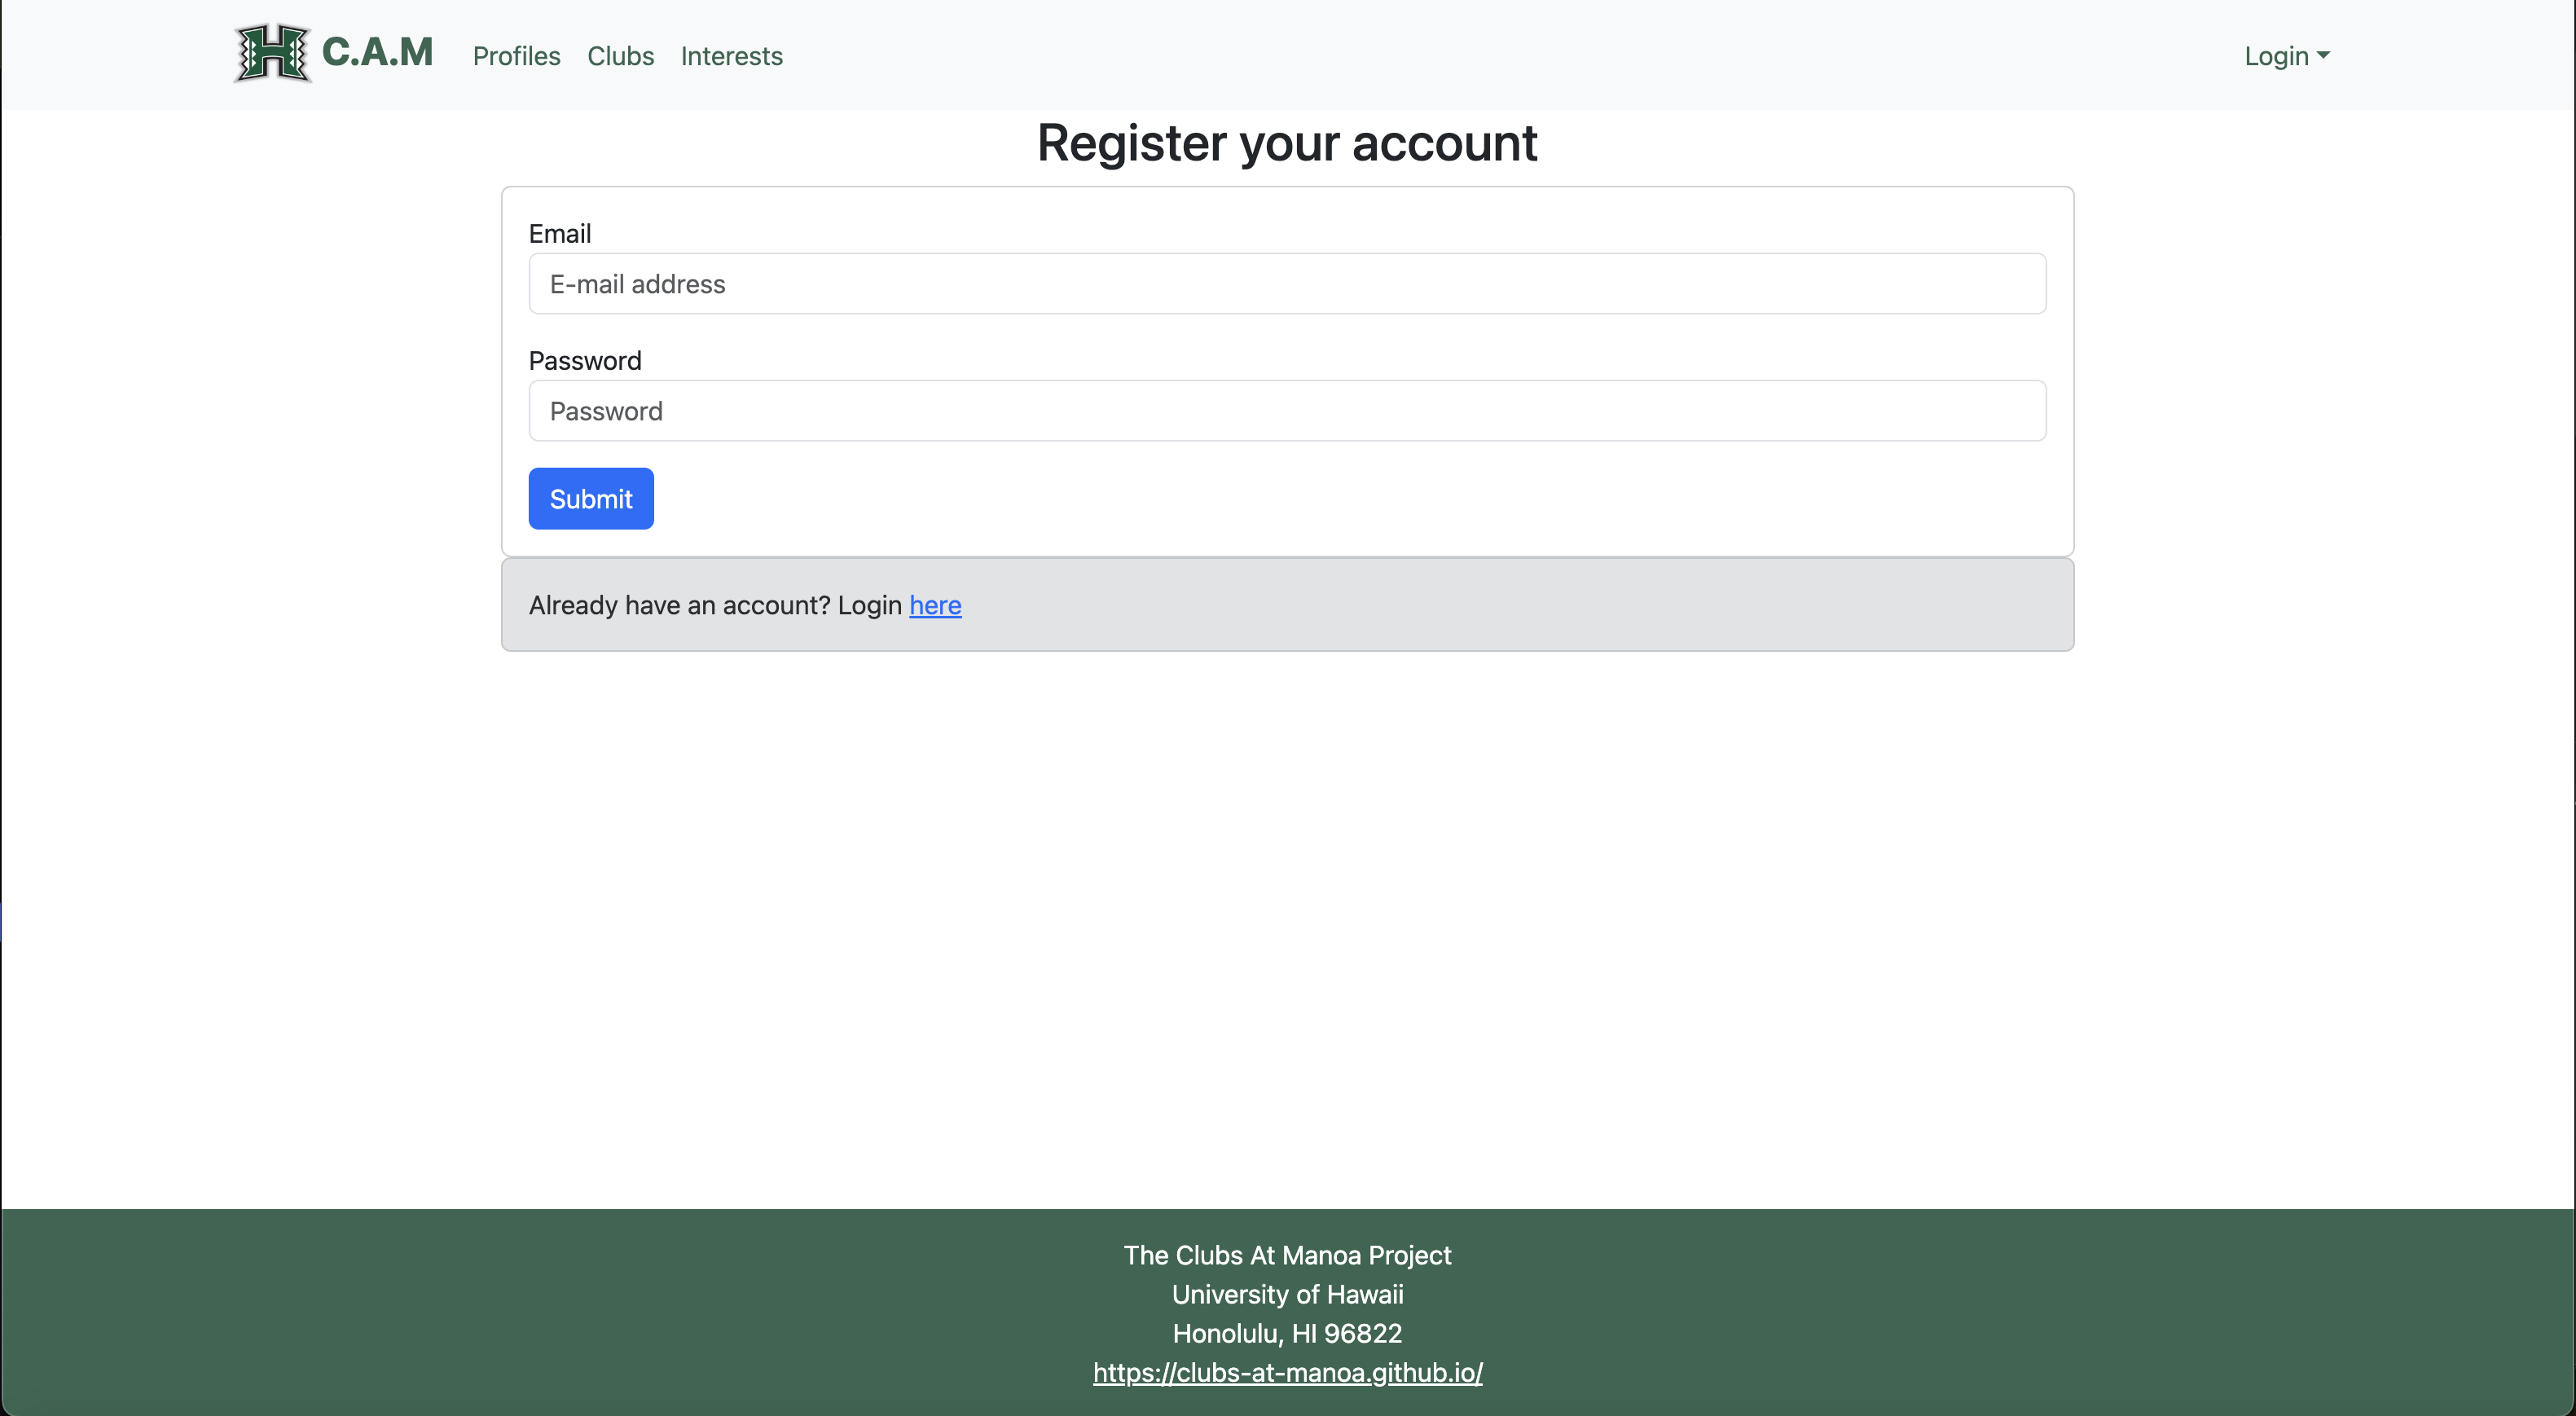 H C.A.M Profiles Clubs Interests Login
Register your account
Email
E-mail address
Password
Password
Submit
Already have an account? Login here
The Clubs At Manoa Project
University of Hawaii
Honolulu, HI 96822
https://clubs-at-manoa.github.io/